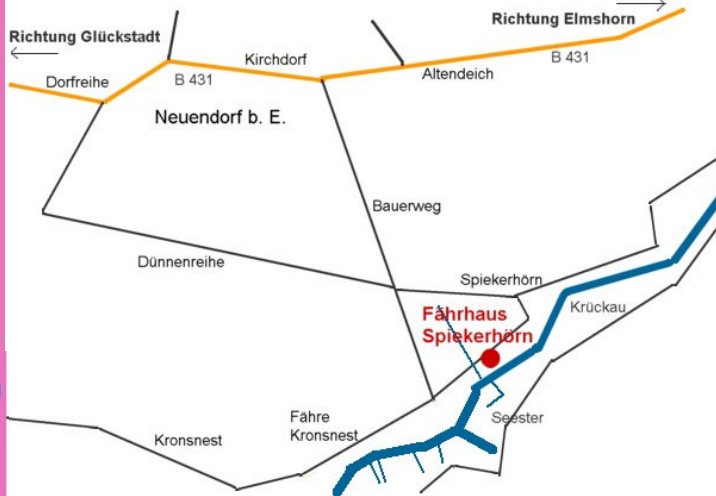 Richtung Elmshorn
Richtung Glückstadt
Kirchdorf
B 431
Dorfreihe
B 431
Altendeich
Neuendorf b. E.
Bauerweg
Dünnenreihe
Spiekerhörn
Krückau
Fährhaus
Spiekerhörn
Fähre
Kronsnest
Seester
Kronsnest